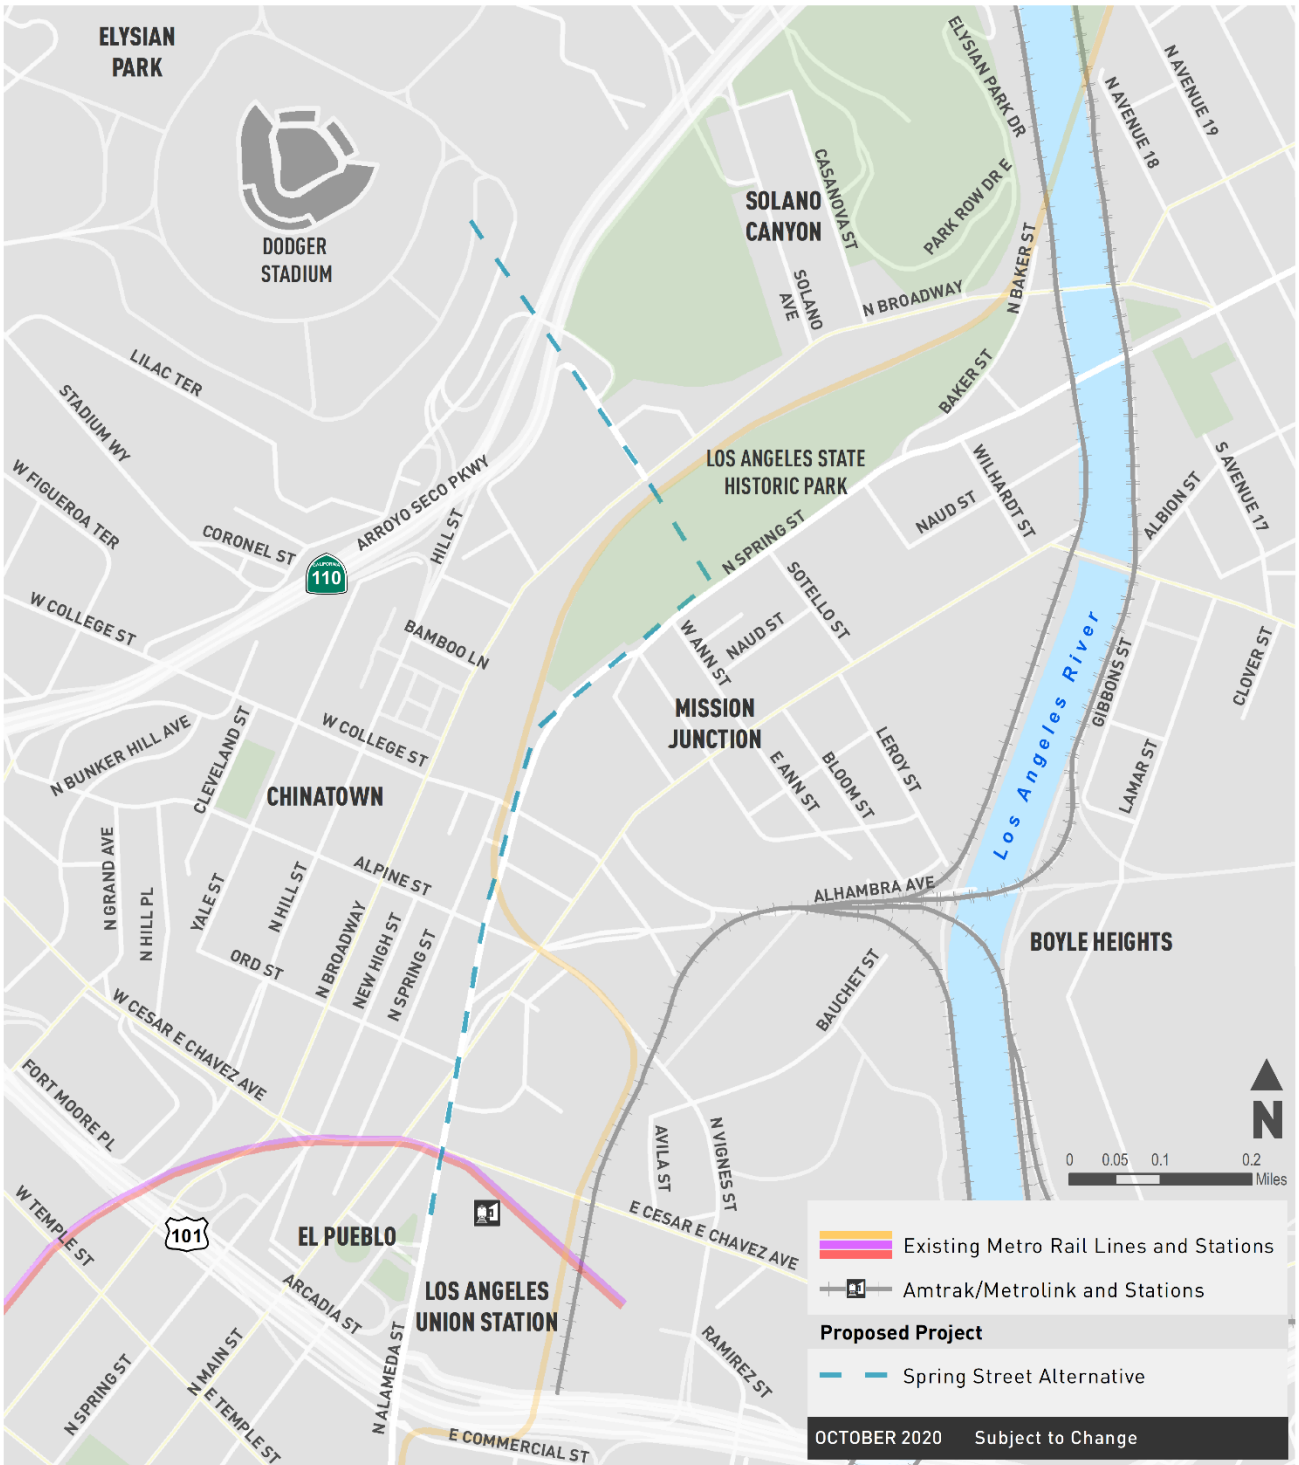 ELYSIAN
PARK
ELYSIAN PARK DR
N AVENUE 19
N AVENUE 18
CASANOVA ST
PARK ROW DR E
SOLANO
CANYON
DODGER
STADIUM
SOLANO
AVE
N BROADWAY
N BAKER ST
LILAC TER
STADIUM WY
BAKER ST
W FIGUEROA TER
ARROYO SECO PKWY
LOS ANGELES STATE
HISTORIC PARK
WILHARDT ST
S AVENUE 17
ALBION ST
NAUD ST
CORONEL ST
HILL ST
CALIFORNIA
110
N SPRING ST
SOTELLO ST
W COLLEGE ST
BAMBOO LN
W ANN ST
NAUD ST
Los Angeles River
GIBBONS ST
CLOVER ST
MISSION
JUNCTION
N BUNKER HILL AVE
CLEVELAND ST
W COLLEGE ST
LEROY ST
E ANN ST
BLOOM ST
LAMAR ST
CHINATOWN
N GRAND AVE
N HILL PL
YALE ST
N HILL ST
ALPINE ST
ALHAMBRA AVE
ORD ST
N BROADWAY
NEW HIGH ST
N SPRING ST
BOYLE HEIGHTS
BAUCHET ST
W CESAR E CHAVEZ AVE
FORT MOORE PL
AVILA ST
N VIGNES ST
N
0 0.05 0.1 0.2
Miles
W TEMPLE ST
101
EL PUEBLO
E CESAR E CHAVEZ AVE
ARCADIA ST
LOS ANGELES
UNION STATION
N SPRING ST
N MAIN ST
E TEMPLE ST
N ALAMEDA ST
RAMIREZ ST
E COMMERCIAL ST
Existing Metro Rail Lines and Stations
Amtrak/Metrolink and Stations
Proposed Project
Spring Street Alternative
OCTOBER 2020 Subject to Change